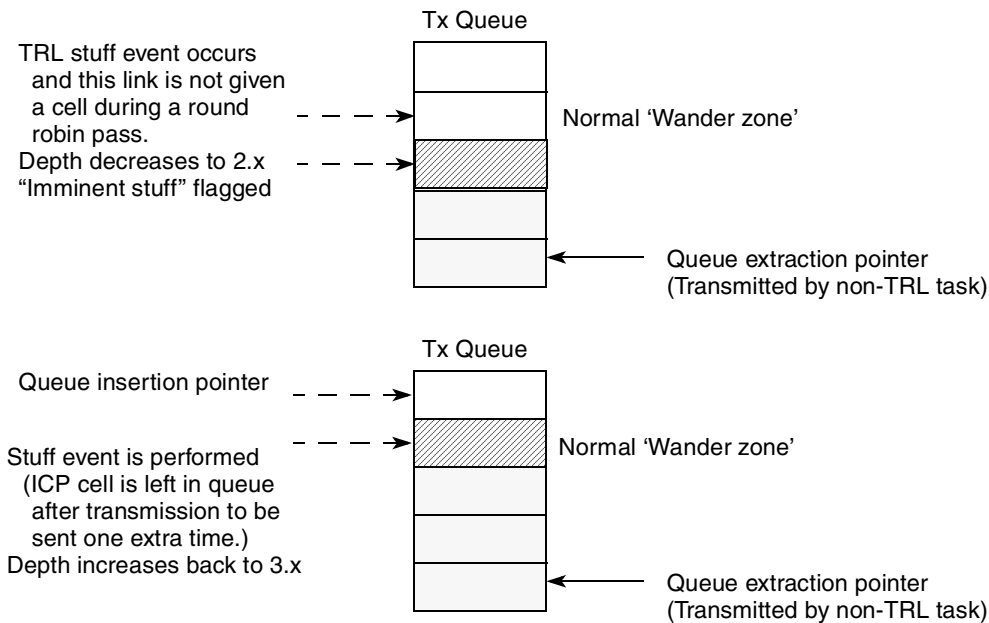 Tx Queue
TRL stuff event occurs
and this link is not given
a cell during a round
robin pass.
Depth decreases to 2.x
“Imminent stuff” flagged
Normal ‘Wander zone’
Queue extraction pointer
(Transmitted by non-TRL task)
Tx Queue
Queue insertion pointer
Normal ‘Wander zone’
Stuff event is performed
(ICP cell is left in queue
after transmission to be
sent one extra time.)
Depth increases back to 3.x
Queue extraction pointer
(Transmitted by non-TRL task)